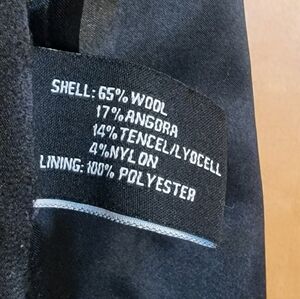 SHELL: 65% WOOL
17% ANGORA
14% TENCEL/LYOCELL
4% NYLON
LINING: 100% POLYESTER